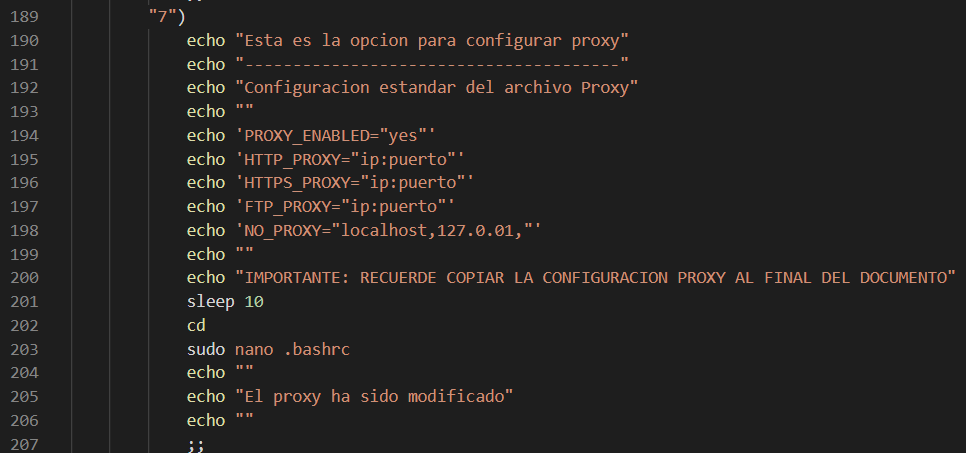 189 "7")
190 echo "Esta es la opcion para configurar proxy"
191 echo "---------------------------------------"
192 echo "Configuracion estandar del archivo Proxy"
193 echo ""
194 echo 'PROXY_ENABLED="yes"'
195 echo 'HTTP_PROXY="ip:puerto"'
196 echo 'HTTPS_PROXY="ip:puerto"'
197 echo 'FTP_PROXY="ip:puerto"'
198 echo 'NO_PROXY="localhost,127.0.01,"'
199 echo ""
200 echo "IMPORTANTE: RECUERDE COPIAR LA CONFIGURACION PROXY AL FINAL DEL DOCUMENTO"
201 sleep 10
202 cd
203 sudo nano .bashrc
204 echo ""
205 echo "El proxy ha sido modificado"
206 echo ""
207 ;;